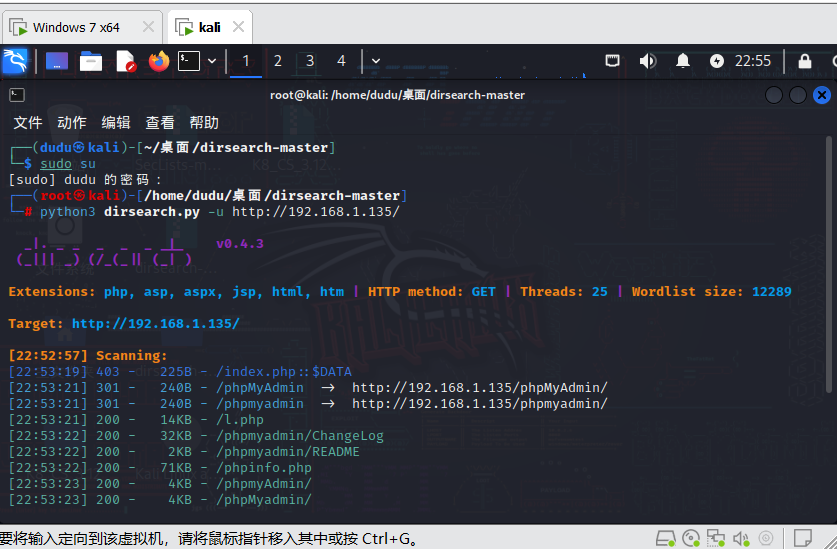 Windows 7 x64
kali
1 2 3 4
22:55
root@kali: /home/dudu/桌面/dirsearch-master
文件 动作 编辑 查看 帮助
┌──(dudu㉿kali)-[~/桌面/dirsearch-master]
└─$ sudo su
[sudo] dudu 的密码：
┌──(root㉿kali)-[/home/dudu/桌面/dirsearch-master]
└─# python3 dirsearch.py -u http://192.168.1.135/
v0.4.3
Extensions: php, asp, aspx, jsp, html, htm | HTTP method: GET | Threads: 25 | Wordlist size: 12289
Target: http://192.168.1.135/
[22:52:57] Scanning:
[22:53:19] 403 - 225B - /index.php::$DATA
[22:53:21] 301 - 240B - /phpMyAdmin → http://192.168.1.135/phpMyAdmin/
[22:53:21] 301 - 240B - /phpmyadmin → http://192.168.1.135/phpmyadmin/
[22:53:21] 200 - 14KB - /l.php
[22:53:22] 200 - 32KB - /phpmyadmin/ChangeLog
[22:53:22] 200 - 2KB - /phpmyadmin/README
[22:53:22] 200 - 71KB - /phpinfo.php
[22:53:23] 200 - 4KB - /phpmyAdmin/
[22:53:23] 200 - 4KB - /phpMyadmin/
要将输入定向到该虚拟机，请将鼠标指针移入其中或按 Ctrl+G。